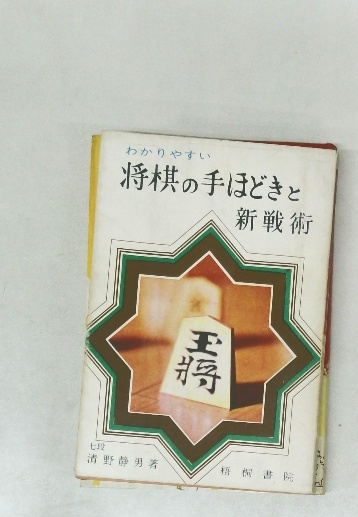 わかりやすい
将棋の手ほどきと
新戦術
玉将
七段
清野静男著
梧桐書院